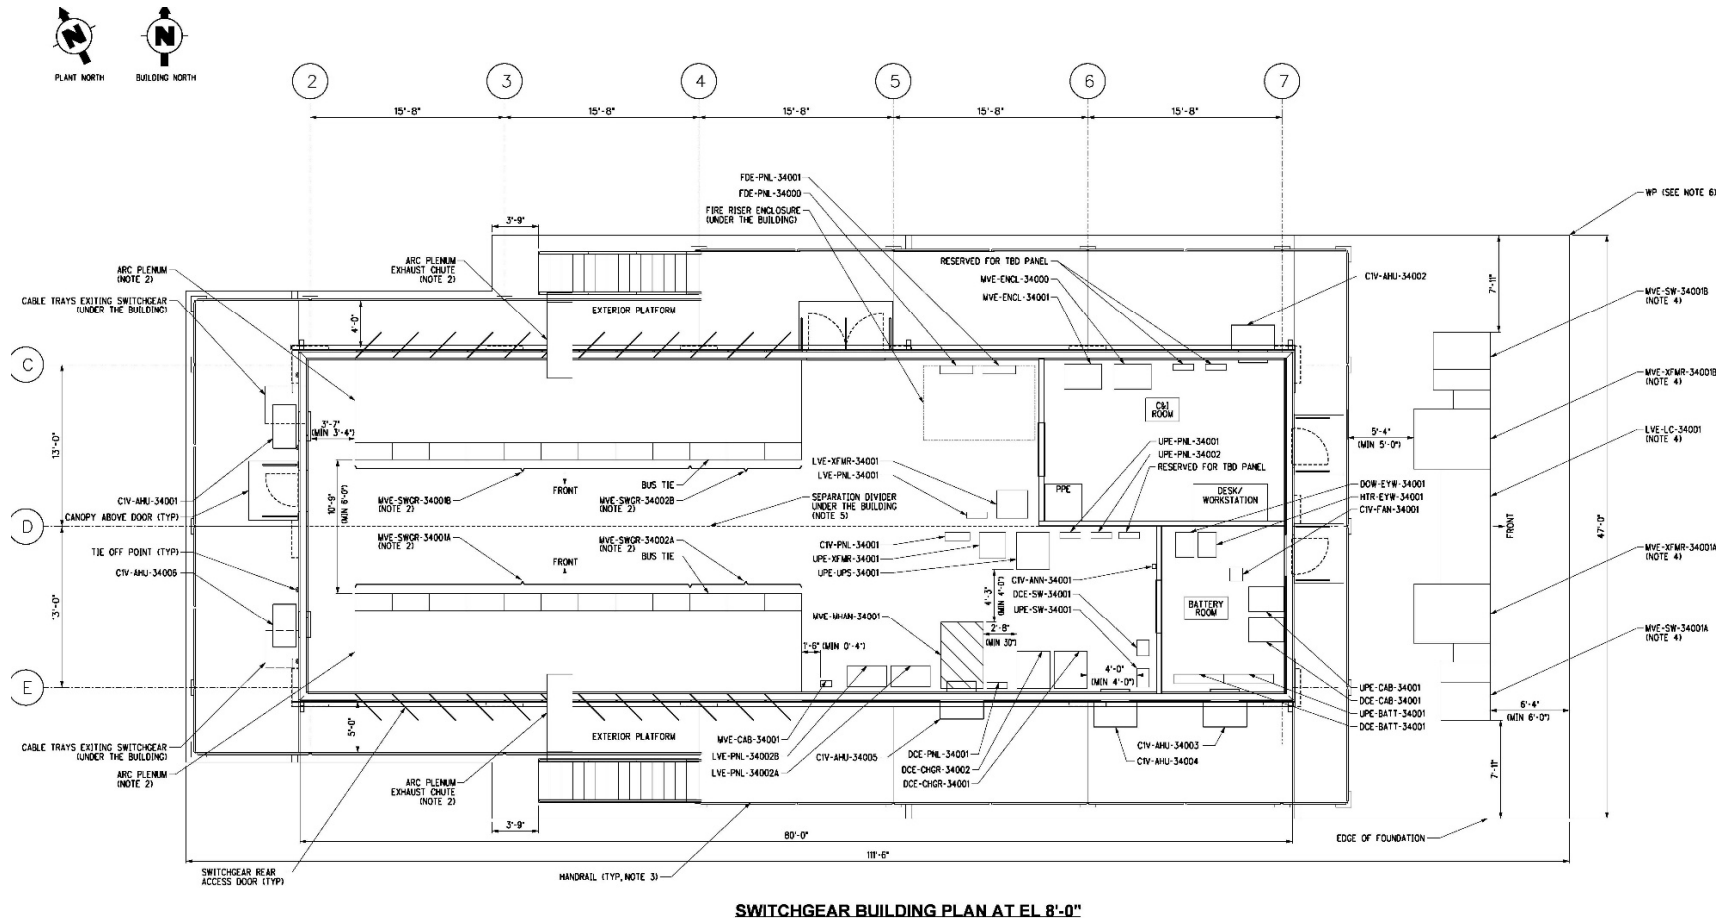 N
N
PLANT NORTH
BUILDING NORTH
2
3
4
5
6
7
15'-8"
15'-8"
15'-8"
15'-8"
15'-8"
FDE-PNL-34001
FDE-PNL-34000
FIRE RISER ENCLOSURE
(UNDER THE BUILDING)
WP (SEE NOTE 6)
3'-9"
ARC PLENUM
(NOTE 2)
ARC PLENUM
EXHAUST CHUTE
(NOTE 2)
RESERVED FOR TBD PANEL
MVE-ENCL-34000
MVE-ENCL-34001
C1V-AHU-34002
7'-11"
MVE-SW-34001B
(NOTE 4)
CABLE TRAYS EXITING SWITCHGEAR
(UNDER THE BUILDING)
4'-0"
EXTERIOR PLATFORM
C
MVE-XFMR-34001B
(NOTE 4)
C&I
ROOM
3'-7"
(MIN 3'-4")
5'-4"
(MIN 5'-0")
LVE-LC-34001
(NOTE 4)
13'-0"
UPE-PNL-34001
UPE-PNL-34002
RESERVED FOR TBD PANEL
LVE-XFMR-34001
LVE-PNL-34001
C1V-AHU-34001
CANOPY ABOVE DOOR (TYP)
10'-9"
(MIN 6'-0")
FRONT
BUS TIE
MVE-SWGR-34001B
(NOTE 2)
MVE-SWGR-34002B
(NOTE 2)
SEPARATION DIVIDER
UNDER THE BUILDING
(NOTE 5)
PPE
DESK/
WORKSTATION
DOW-EYW-34001
HTR-EYW-34001
C1V-FAN-34001
D
FRONT
47'-0"
TIE OFF POINT (TYP)
C1V-AHU-34006
MVE-SWGR-34001A
(NOTE 2)
FRONT
MVE-SWGR-34002A
(NOTE 2)
BUS TIE
C1V-PNL-34001
UPE-XFMR-34001
UPE-UPS-34001
MVE-XFMR-34001A
(NOTE 4)
13'-0"
4'-3"
(MIN 4'-0")
C1V-ANN-34001
DCE-SW-34001
UPE-SW-34001
BATTERY
ROOM
MVE-MHAN-34001
2'-8"
(MIN 30")
MVE-SW-34001A
(NOTE 4)
1'-6" (MIN 0'-4")
4'-0"
(MIN 4'-0")
E
UPE-CAB-34001
DCE-CAB-34001
UPE-BATT-34001
DCE-BATT-34001
6'-4"
(MIN 6'-0")
5'-0"
EXTERIOR PLATFORM
CABLE TRAYS EXITING SWITCHGEAR
(UNDER THE BUILDING)
ARC PLENUM
(NOTE 2)
ARC PLENUM
EXHAUST CHUTE
(NOTE 2)
MVE-CAB-34001
LVE-PNL-34002B
LVE-PNL-34002A
C1V-AHU-34005
DCE-PNL-34001
DCE-CHGR-34002
DCE-CHGR-34001
C1V-AHU-34003
C1V-AHU-34004
7'-11"
3'-9"
80'-0"
EDGE OF FOUNDATION
111'-6"
SWITCHGEAR REAR
ACCESS DOOR (TYP)
HANDRAIL (TYP, NOTE 3)
SWITCHGEAR BUILDING PLAN AT EL 8'-0"